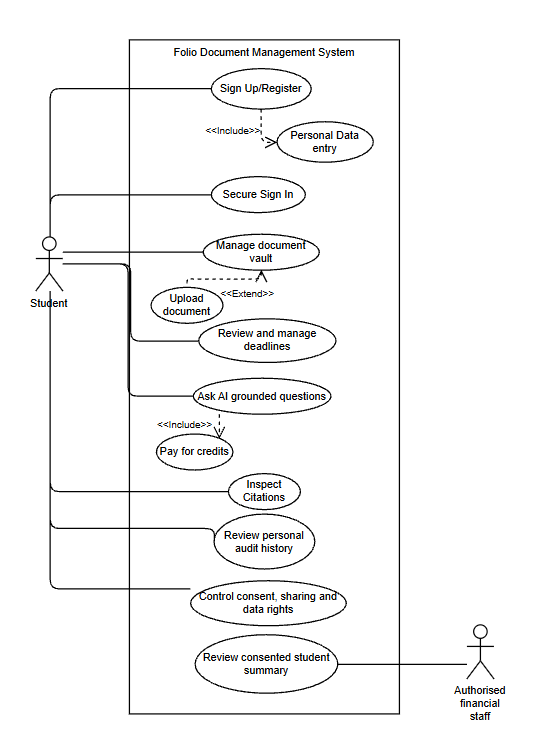 Folio Document Management System
Sign Up/Register
<<Include>>
Personal Data
entry
Secure Sign In
Manage document
vault
Student
<<Extend>>
Upload
document
Review and manage
deadlines
Ask AI grounded questions
<<Include>>
Pay for credits
Inspect
Citations
Review personal
audit history
Control consent, sharing and
data rights
Review consented student
summary
Authorised
financial
staff